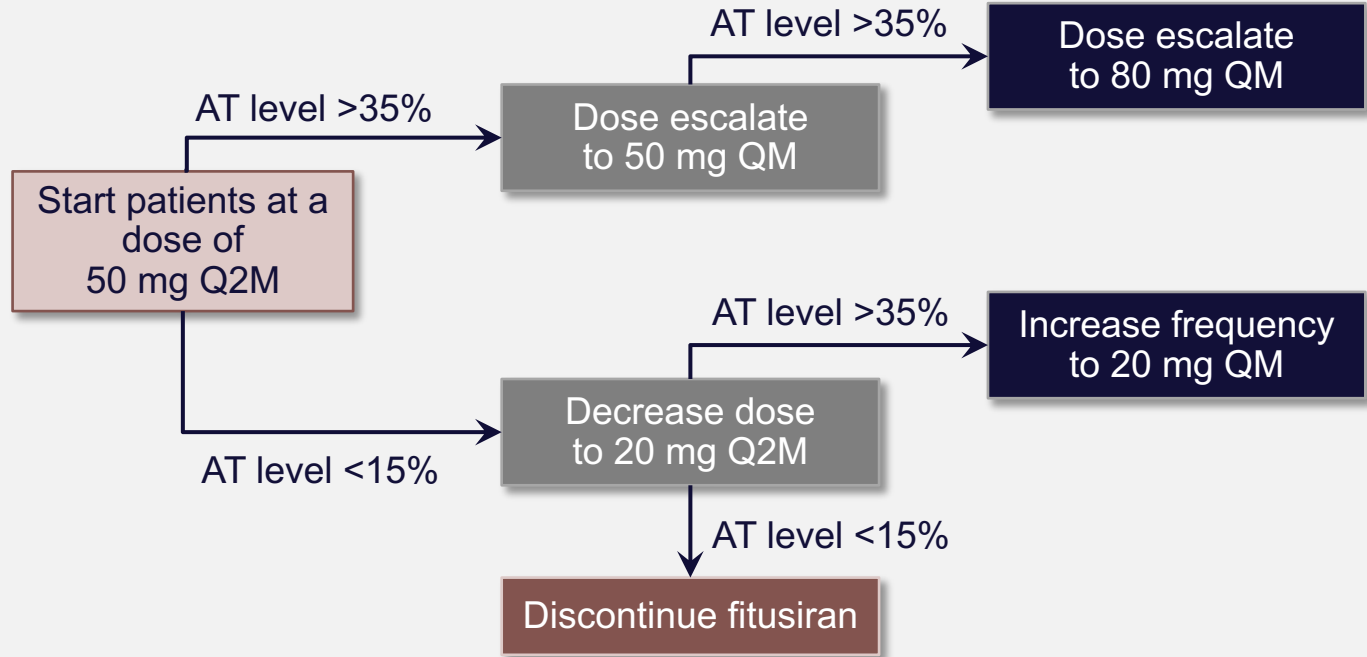 AT level >35%
Dose escalate
to 80 mg QM
AT level >35%
Dose escalate
to 50 mg QM
Start patients at a
dose of
50 mg Q2M
AT level >35%
Increase frequency
to 20 mg QM
Decrease dose
to 20 mg Q2M
AT level <15%
AT level <15%
Discontinue fitusiran